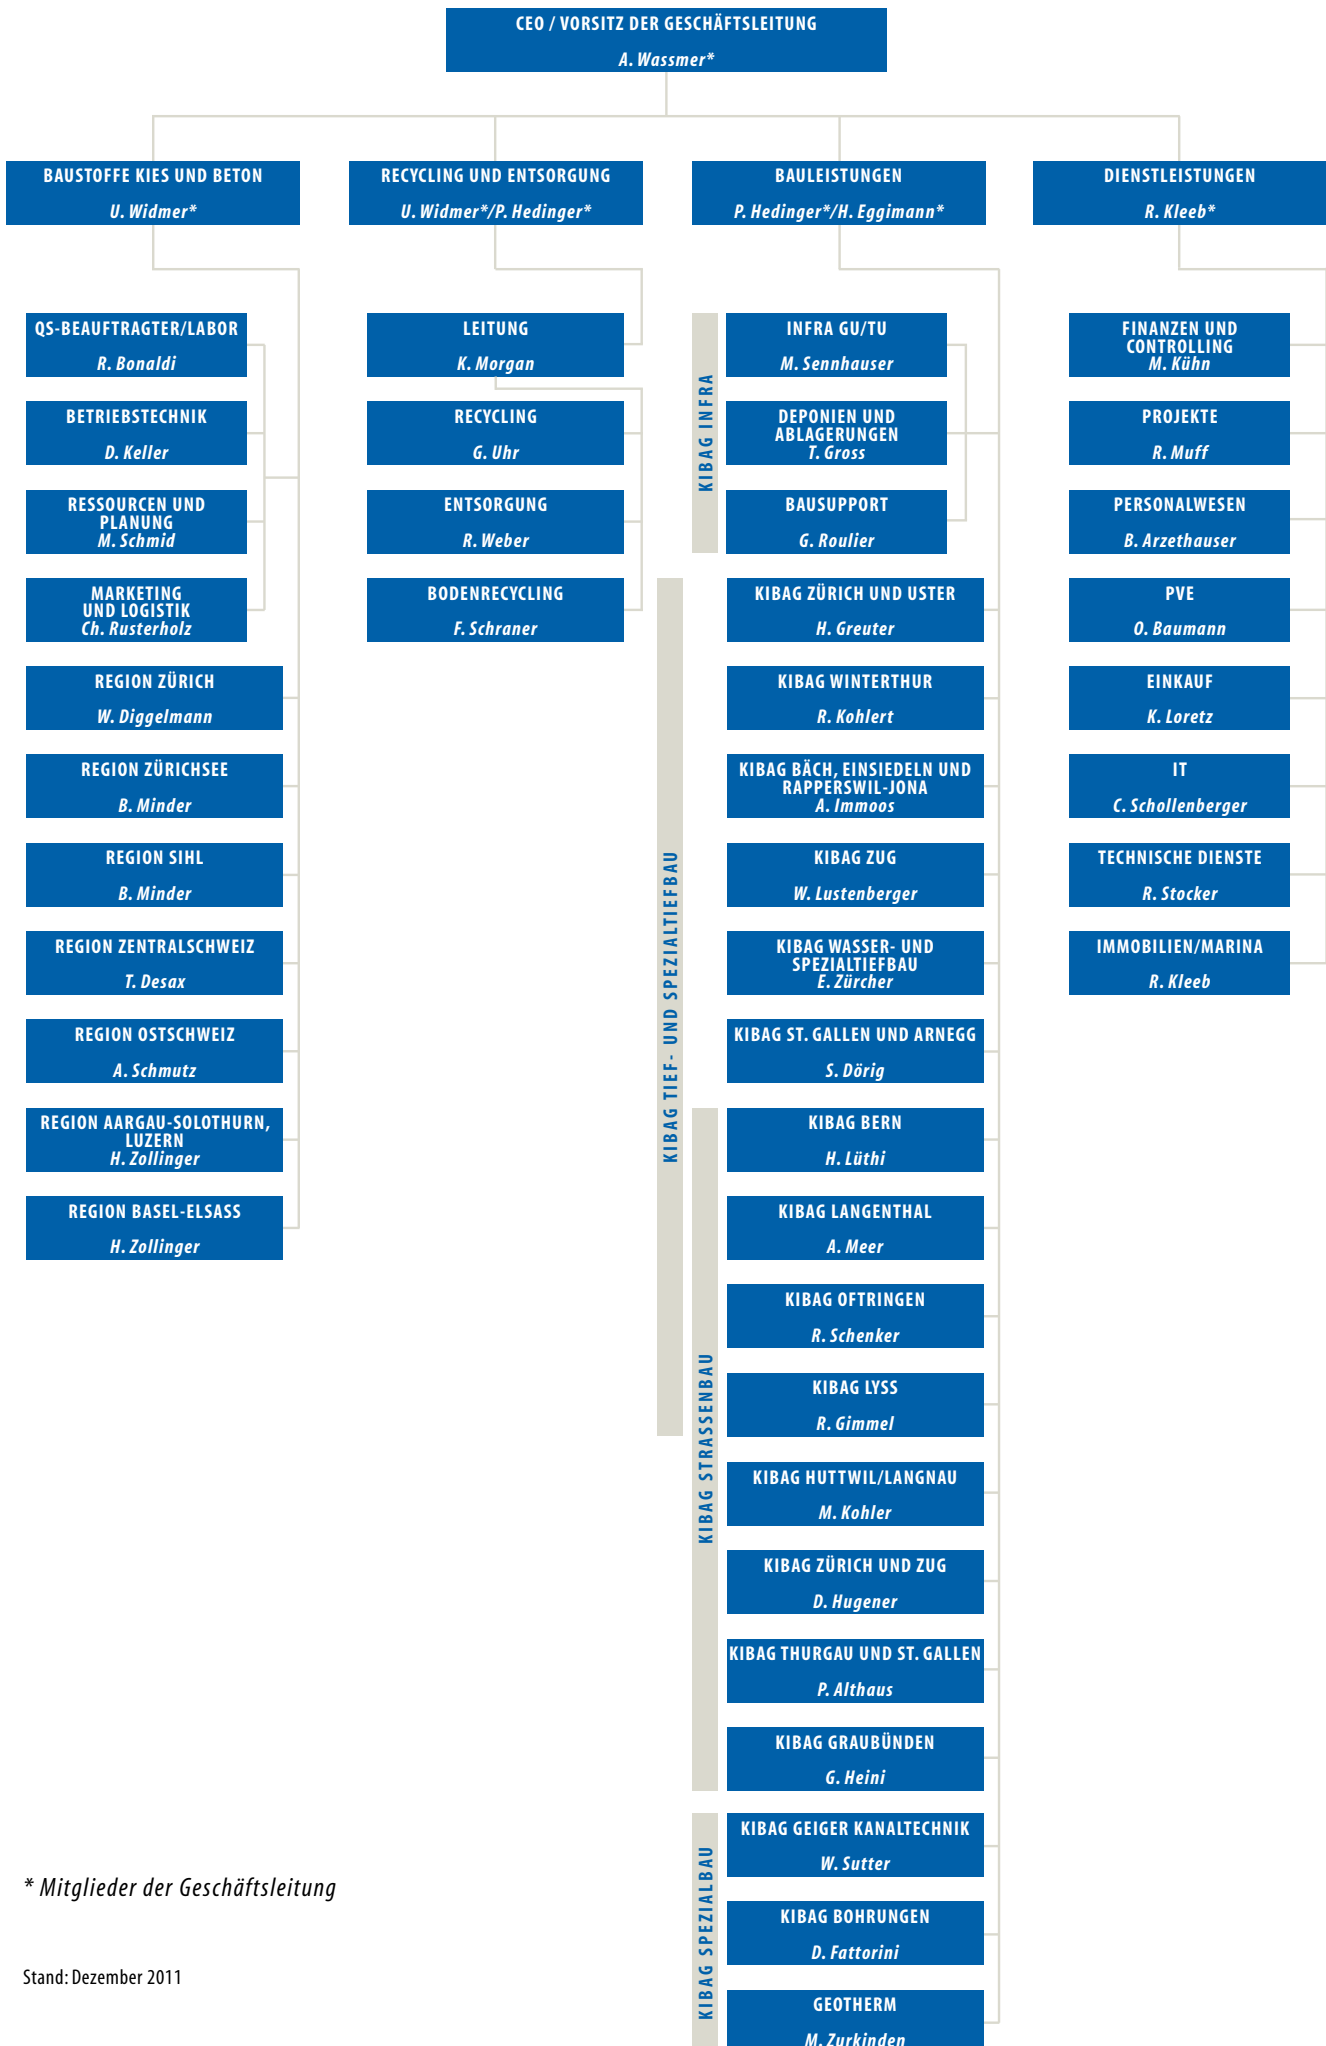 CEO / VORSITZ DER GESCHÄFTSLEITUNG
A. Wassmer*
BAUSTOFFE KIES UND BETON
U. Widmer*
RECYCLING UND ENTSORGUNG
U. Widmer*/P. Hedinger*
BAULEISTUNGEN
P. Hedinger*/H. Eggimann*
DIENSTLEISTUNGEN
R. Kleeb*
QS-BEAUFTRAGTER/LABOR
R. Bonaldi
BETRIEBSTECHNIK
D. Keller
RESSOURCEN UND
PLANUNG
M. Schmid
MARKETING
UND LOGISTIK
Ch. Rusterholz
REGION ZÜRICH
W. Diggelmann
REGION ZÜRICHSEE
B. Minder
REGION SIHL
B. Minder
REGION ZENTRALSCHWEIZ
T. Desax
REGION OSTSCHWEIZ
A. Schmutz
REGION AARGAU-SOLOTHURN,
LUZERN
H. Zollinger
REGION BASEL-ELSASS
H. Zollinger
LEITUNG
K. Morgan
RECYCLING
G. Uhr
ENTSORGUNG
R. Weber
BODENRECYCLING
F. Schraner
KIBAG INFRA
INFRA GU/TU
M. Sennhauser
DEPONIEN UND
ABLAGERUNGEN
T. Gross
BAUSUPPORT
G. Roulier
KIBAG TIEF- UND SPEZIALTIEFBAU
KIBAG ZÜRICH UND USTER
H. Greuter
KIBAG WINTERTHUR
R. Kohlert
KIBAG BÄCH, EINSIEDELN UND
RAPPERSWIL-JONA
A. Immoos
KIBAG ZUG
W. Lustenberger
KIBAG WASSER- UND
SPEZIALTIEFBAU
E. Zürcher
KIBAG ST. GALLEN UND ARNEGG
S. Dörig
KIBAG STRASSENBAU
KIBAG BERN
H. Lüthi
KIBAG LANGENTHAL
A. Meer
KIBAG OFTRINGEN
R. Schenker
KIBAG LYSS
R. Gimmel
KIBAG HUTTWIL/LANGNAU
M. Kohler
KIBAG ZÜRICH UND ZUG
D. Hugener
KIBAG THURGAU UND ST. GALLEN
P. Althaus
KIBAG GRAUBÜNDEN
G. Heini
KIBAG SPEZIALBAU
KIBAG GEIGER KANALTECHNIK
W. Sutter
KIBAG BOHRUNGEN
D. Fattorini
GEOTHERM
M. Zurkinden
FINANZEN UND
CONTROLLING
M. Kühn
PROJEKTE
R. Muff
PERSONALWESEN
B. Arzethauser
PVE
O. Baumann
EINKAUF
K. Loretz
IT
C. Schollenberger
TECHNISCHE DIENSTE
R. Stocker
IMMOBILIEN/MARINA
R. Kleeb
* Mitglieder der Geschäftsleitung
Stand: Dezember 2011